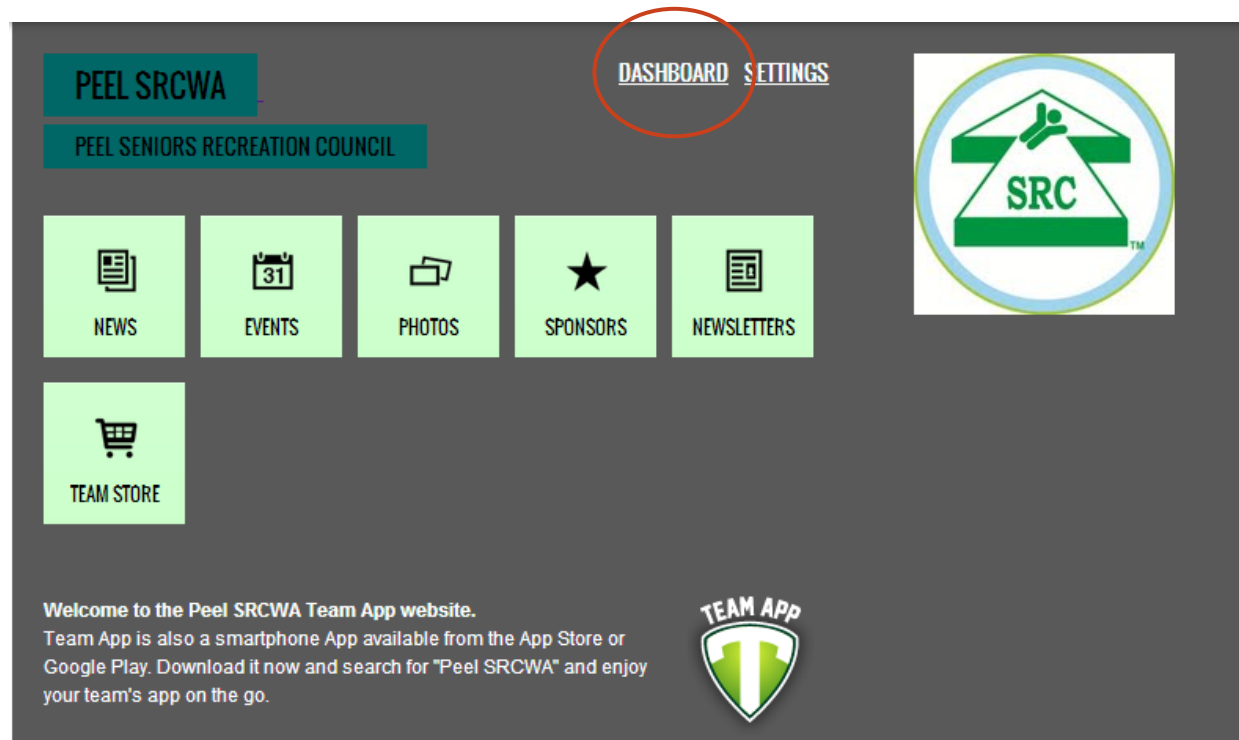 PEEL SRCWA
DASHBOARD SETTINGS
PEEL SENIORS RECREATION COUNCIL
SRC
TM
31
NEWS EVENTS PHOTOS SPONSORS NEWSLETTERS
TEAM STORE
Welcome to the Peel SRCWA Team App website.
Team App is also a smartphone App available from the App Store or
Google Play. Download it now and search for "Peel SRCWA" and enjoy
your team's app on the go.
TEAM APP